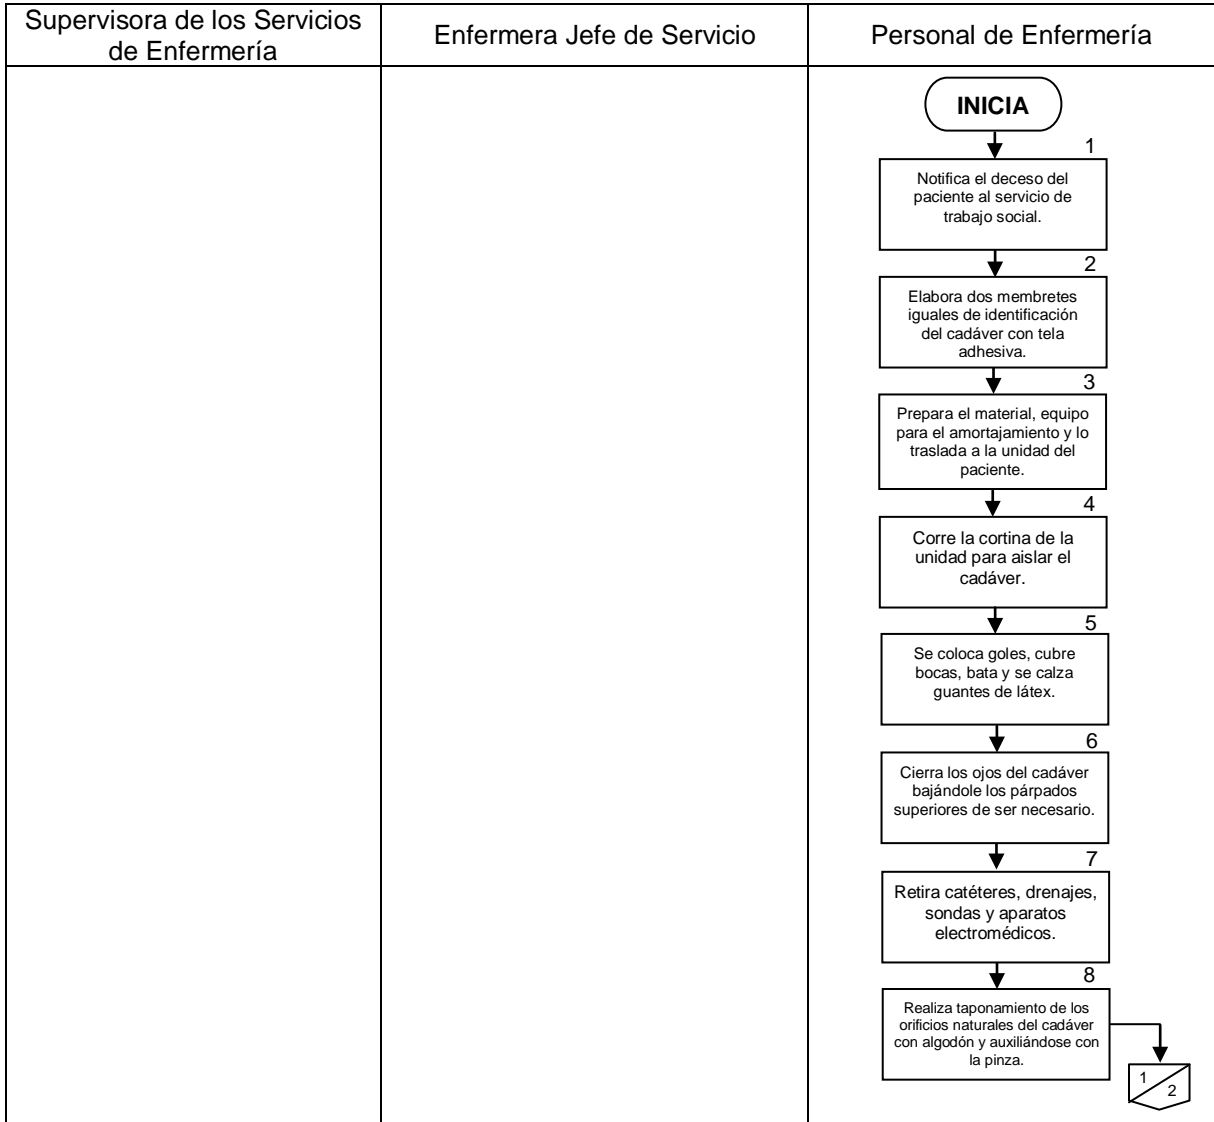 Supervisora de los Servicios
de Enfermería
Enfermera Jefe de Servicio
Personal de Enfermería
INICIA
1
Notifica el deceso del
paciente al servicio de
trabajo social.
2
Elabora dos membretes
iguales de identificación
del cadáver con tela
adhesiva.
3
Prepara el material, equipo
para el amortajamiento y lo
traslada a la unidad del
paciente.
4
Corre la cortina de la
unidad para aislar el
cadáver.
5
Se coloca goles, cubre
bocas, bata y se calza
guantes de látex.
6
Cierra los ojos del cadáver
bajándole los párpados
superiores de ser necesario.
7
Retira catéteres, drenajes,
sondas y aparatos
electromédicos.
8
Realiza taponamiento de los
orificios naturales del cadáver
con algodón y auxiliándose con
la pinza.
1
2